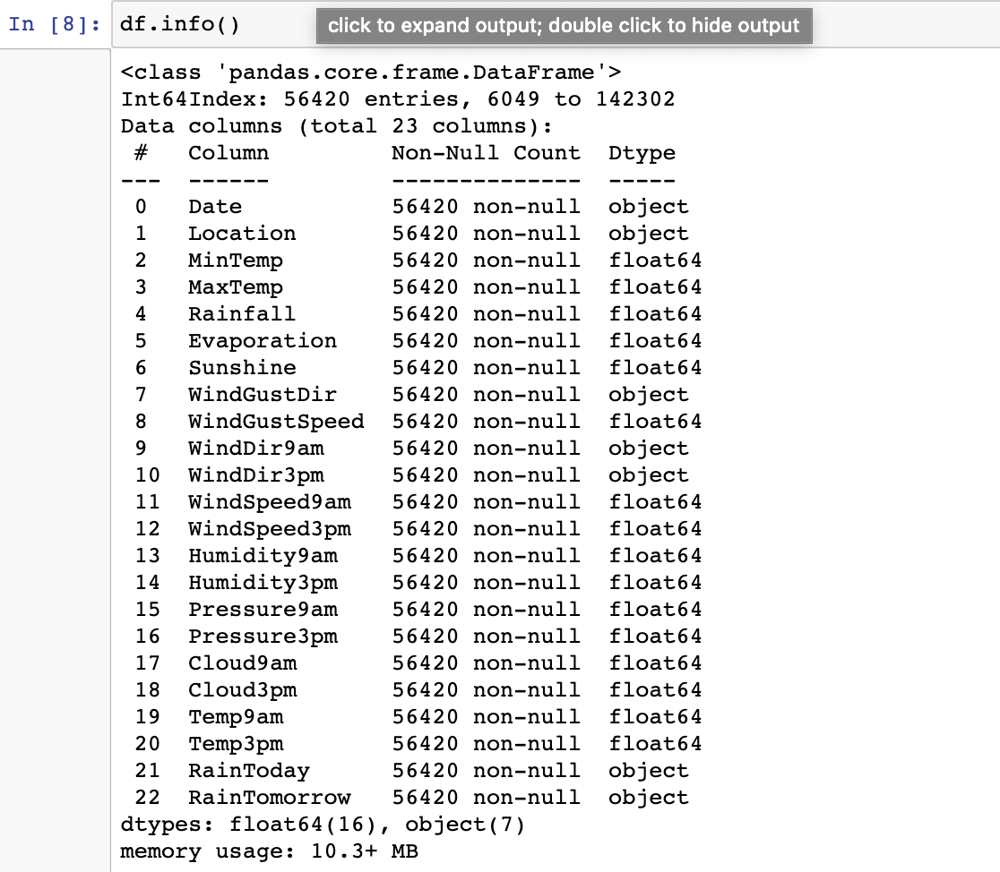 In [8]: df.info()
click to expand output; double click to hide output
<class 'pandas.core.frame.DataFrame'>
Int64Index: 56420 entries, 6049 to 142302
Data columns (total 23 columns):
 #   Column         Non-Null Count  Dtype
---  ------         --------------  -----
 0   Date           56420 non-null  object
 1   Location       56420 non-null  object
 2   MinTemp        56420 non-null  float64
 3   MaxTemp        56420 non-null  float64
 4   Rainfall       56420 non-null  float64
 5   Evaporation    56420 non-null  float64
 6   Sunshine       56420 non-null  float64
 7   WindGustDir    56420 non-null  object
 8   WindGustSpeed  56420 non-null  float64
 9   WindDir9am     56420 non-null  object
 10  WindDir3pm     56420 non-null  object
 11  WindSpeed9am   56420 non-null  float64
 12  WindSpeed3pm   56420 non-null  float64
 13  Humidity9am    56420 non-null  float64
 14  Humidity3pm    56420 non-null  float64
 15  Pressure9am    56420 non-null  float64
 16  Pressure3pm    56420 non-null  float64
 17  Cloud9am       56420 non-null  float64
 18  Cloud3pm       56420 non-null  float64
 19  Temp9am        56420 non-null  float64
 20  Temp3pm        56420 non-null  float64
 21  RainToday      56420 non-null  object
 22  RainTomorrow   56420 non-null  object
dtypes: float64(16), object(7)
memory usage: 10.3+ MB